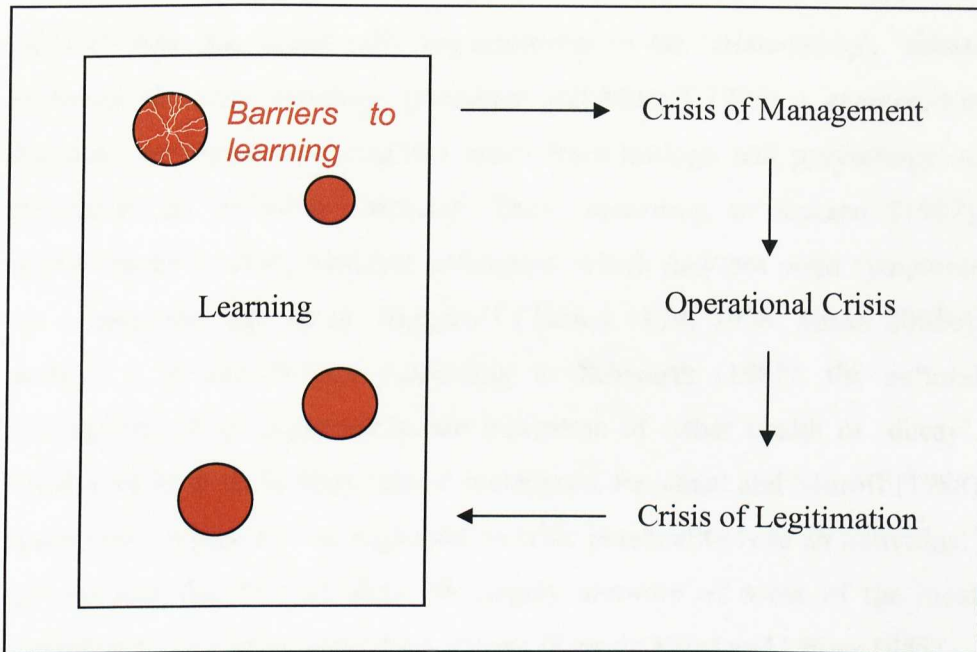 Barriers to
learning
Crisis of Management
Learning
Operational Crisis
Crisis of Legitimation